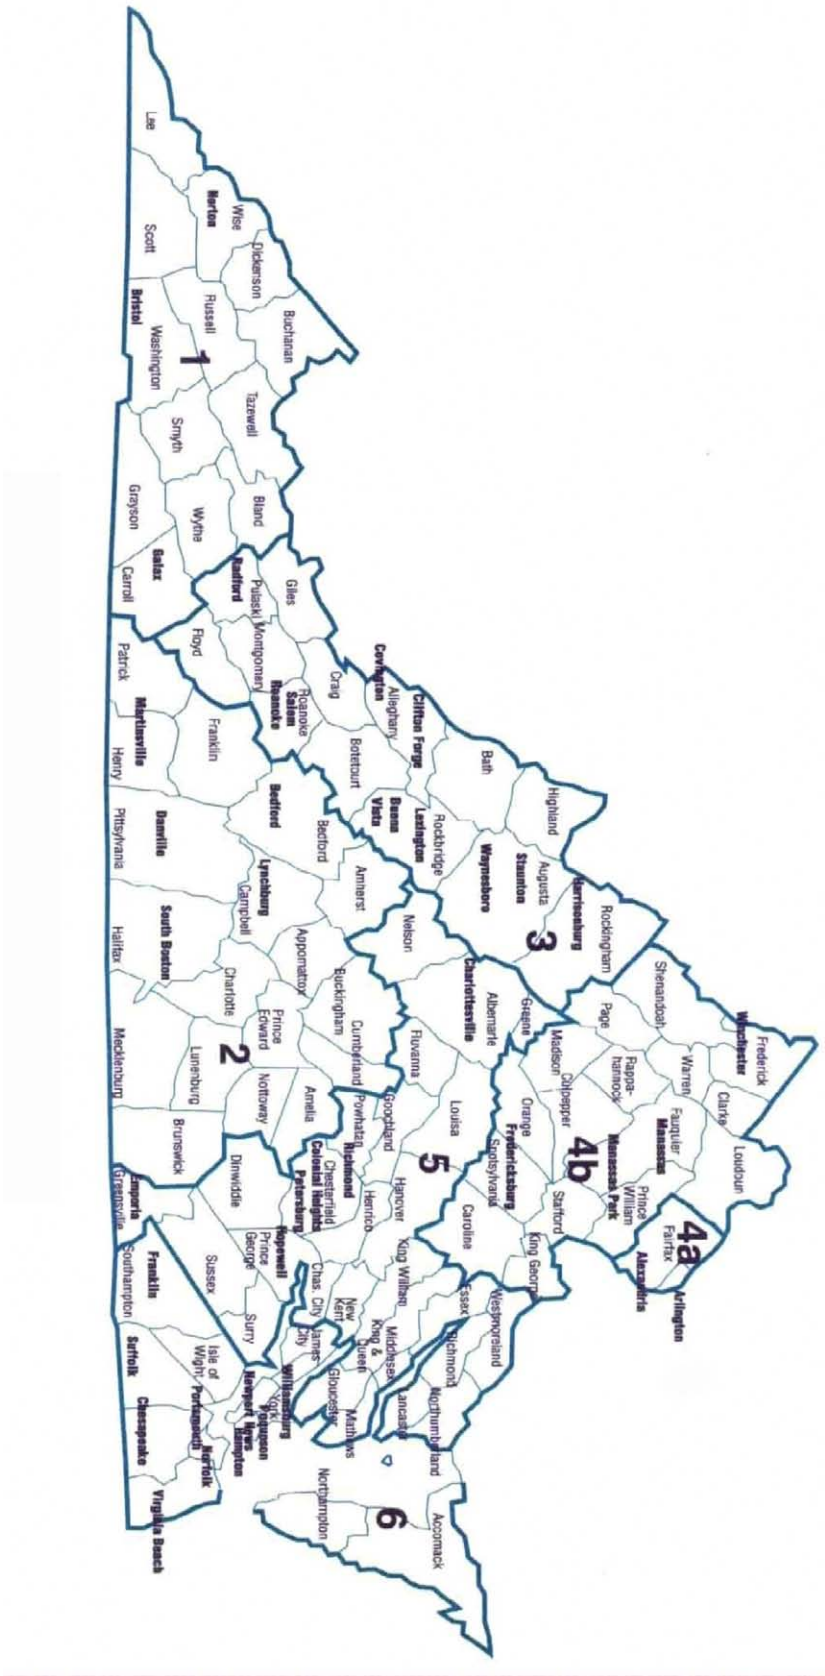 Lee
Scott
Wise
Norton
Dickenson
Buchanan
Russell
Bristol
Washington
1
Tazewell
Smyth
Bland
Wythe
Grayson
Galax
Carroll
Giles
Pulaski
Radford
Montgomery
Floyd
Patrick
Craig
Roanoke
Salem
Roanoke
Covington
Alleghany
Clifton Forge
Botetourt
Franklin
Martinsville
Henry
Bath
Highland
Rockbridge
Lexington
Buena
Vista
Bedford
Bedford
Danville
Pittsylvania
Augusta
Staunton
Waynesboro
Harrisonburg
Rockingham
3
Amherst
Lynchburg
Campbell
Nelson
Appomattox
South Boston
Halifax
Charlotte
Buckingham
Prince
Edward
Cumberland
2
Lunenburg
Mecklenburg
Nottoway
Amelia
Brunswick
Shenandoah
Page
Frederick
Winchester
Clarke
Warren
Rappa-
hannock
Madison
Culpepper
Greene
Albemarle
Charlottesville
Fluvanna
Louisa
Orange
Fauquier
Manassas
Manassas Park
Prince
William
Loudoun
4b
4a
Fairfax
Arlington
Alexandria
Stafford
Fredericksburg
Spotsylvania
King George
Caroline
5
Goochland
Powhatan
Hanover
Henrico
Richmond
Chesterfield
Colonial Heights
Petersburg
Hopewell
Dinwiddie
Prince
George
Emporia
Greensville
Sussex
Surry
Southampton
Franklin
King William
Essex
Westmoreland
Richmond
Northumberland
Lancaster
Middlesex
King &
Queen
New
Kent
Chas. City
James
City
Gloucester
Mathews
Williamsburg
York
Poquoson
Newport News
Hampton
Isle of
Wight
Portsmouth
Norfolk
Suffolk
Chesapeake
Virginia Beach
Northampton
Accomack
6